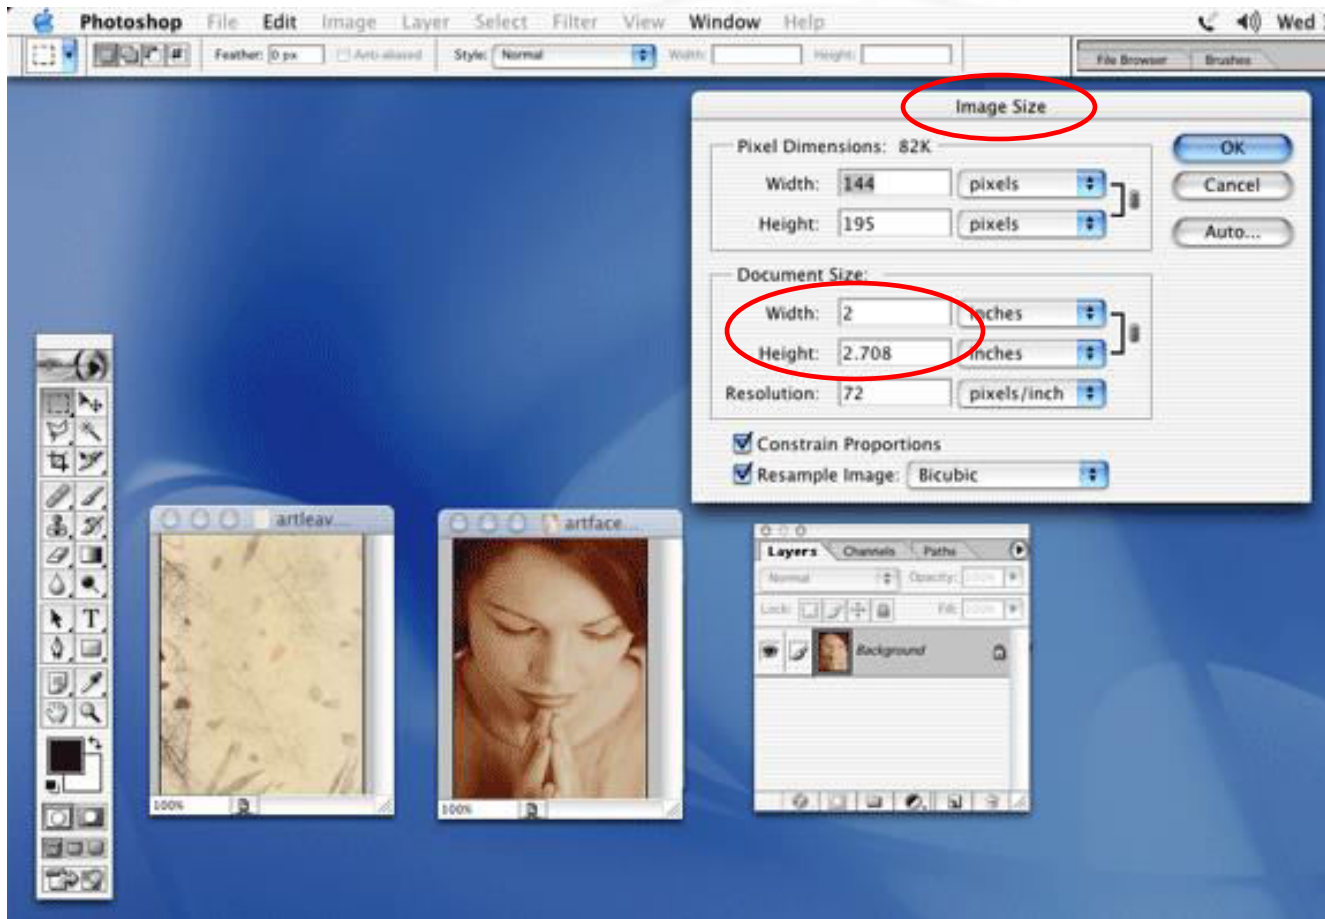 Photoshop File Edit Image Layer Select Filter View Window Help Wed
Feather: 0 px Anti-aliased Style: Normal Width: Height: File Browser Brushes
Image Size
Pixel Dimensions: 82K
OK
Width: 144 pixels
Cancel
Height: 195 pixels
Auto...
Document Size:
Width: 2 inches
Height: 2.708 inches
Resolution: 72 pixels/inch
Constrain Proportions
Resample Image: Bicubic
artleav...
artface...
Layers Channels Paths
Normal Opacity: 100%
Lock: Fill: 100%
Background
T
100%
100%